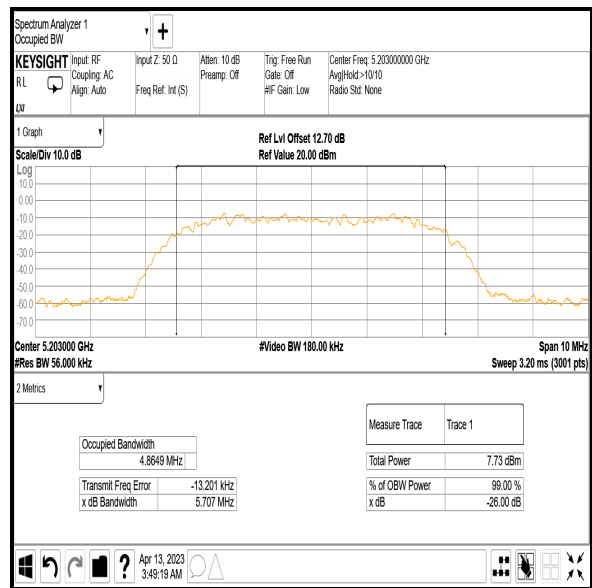 Spectrum Analyzer 1
Occupied BW
KEYSIGHT
R L
LXI
Input: RF
Coupling: AC
Align: Auto
Input Z: 50 Ω
Freq Ref: Int (S)
Atten: 10 dB
Preamp: Off
Trig: Free Run
Gate: Off
#IF Gain: Low
Center Freq: 5.203000000 GHz
Avg|Hold:>10/10
Radio Std: None
1 Graph
Scale/Div 10.0 dB
Ref Lvl Offset 12.70 dB
Ref Value 20.00 dBm
Log
10.0
0.00
-10.0
-20.0
-30.0
-40.0
-50.0
-60.0
-70.0
Center 5.203000 GHz
#Video BW 180.00 kHz
Span 10 MHz
#Res BW 56.000 kHz
Sweep 3.20 ms (3001 pts)
2 Metrics
Measure Trace Trace 1
Occupied Bandwidth
4.8649 MHz
Total Power 7.73 dBm
Transmit Freq Error -13.201 kHz
% of OBW Power 99.00 %
x dB Bandwidth 5.707 MHz
x dB -26.00 dB
?
Apr 13, 2023
3:49:19 AM